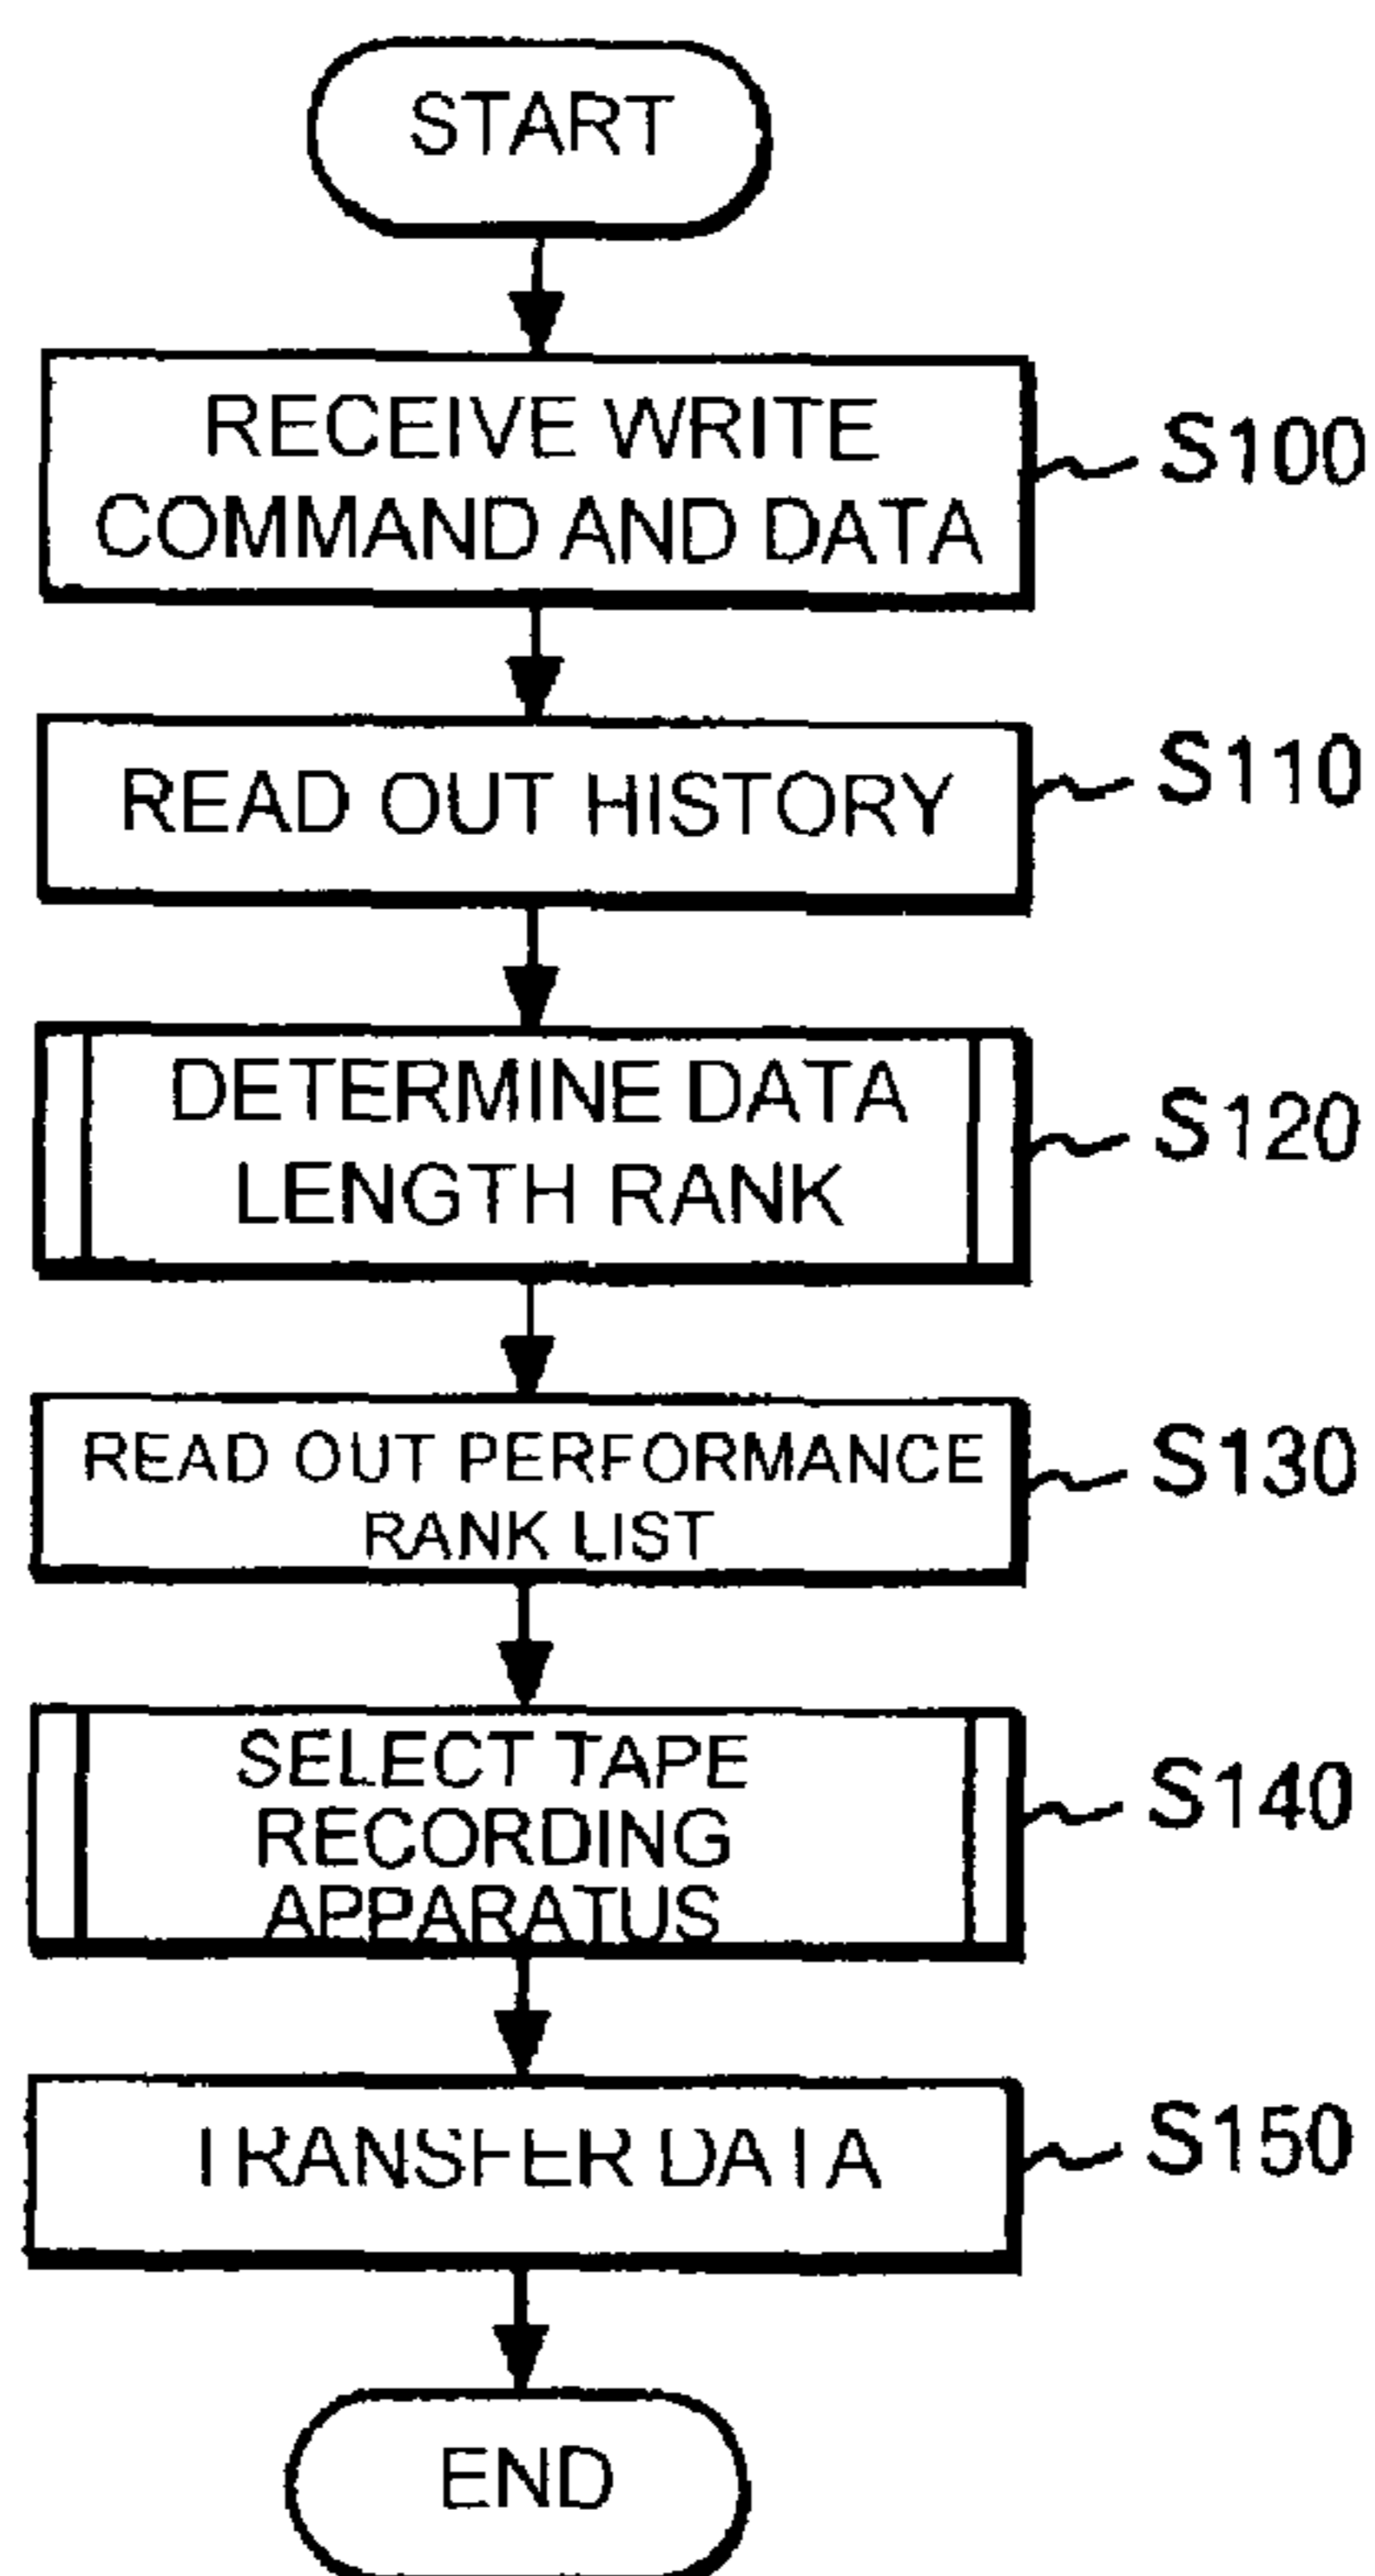 START
RECEIVE WRITE
COMMAND AND DATA
S100
READ OUT HISTORY
S110
DETERMINE DATA
LENGTH RANK
S120
READ OUT PERFORMANCE
RANK LIST
S130
SELECT TAPE
RECORDING
APPARATUS
S140
TRANSFER DATA
S150
END